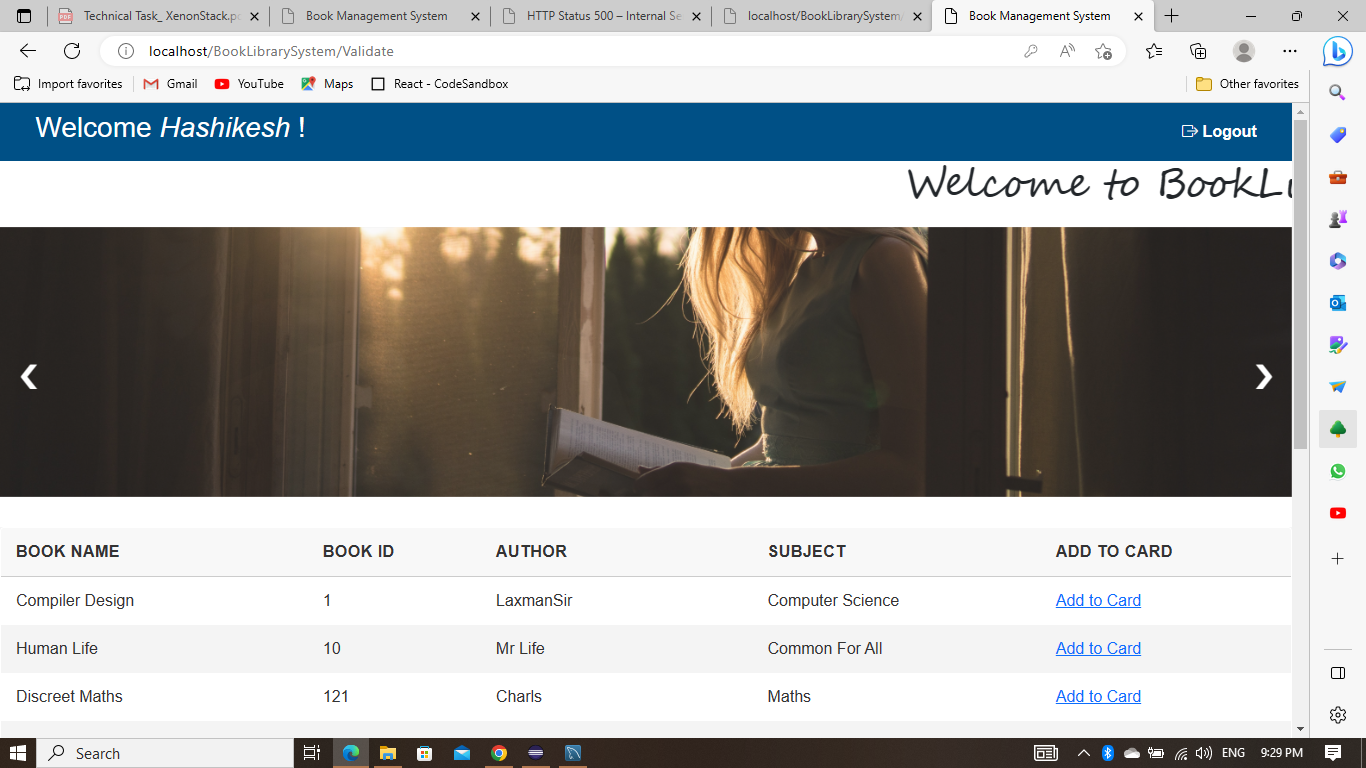 Technical Task_ XenonStack.pd
Book Management System
HTTP Status 500 – Internal Se
localhost/BookLibrarySystem/
Book Management System
localhost/BookLibrarySystem/Validate
Import favorites
Gmail
YouTube
Maps
React - CodeSandbox
Other favorites
Welcome Hashikesh !
Logout
Welcome to BookLi
BOOK NAME BOOK ID AUTHOR SUBJECT ADD TO CARD
Compiler Design 1 LaxmanSir Computer Science Add to Card
Human Life 10 Mr Life Common For All Add to Card
Discreet Maths 121 Charls Maths Add to Card
Search
ENG 9:29 PM